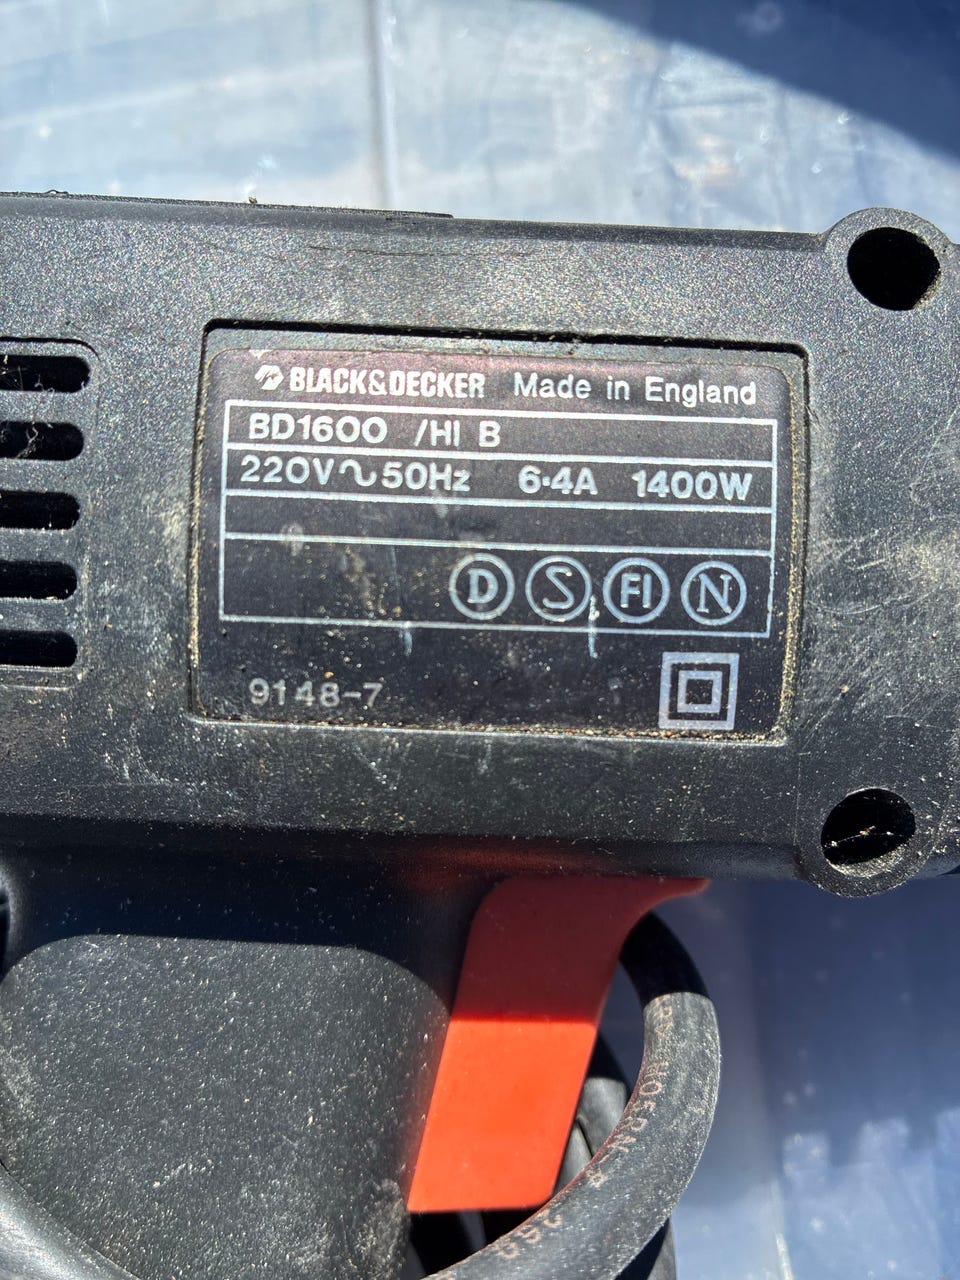 BLACK&DECKER Made in England
BD1600 /HI B
220V∿50Hz 6·4A 1400W
D S FI N
9148-7